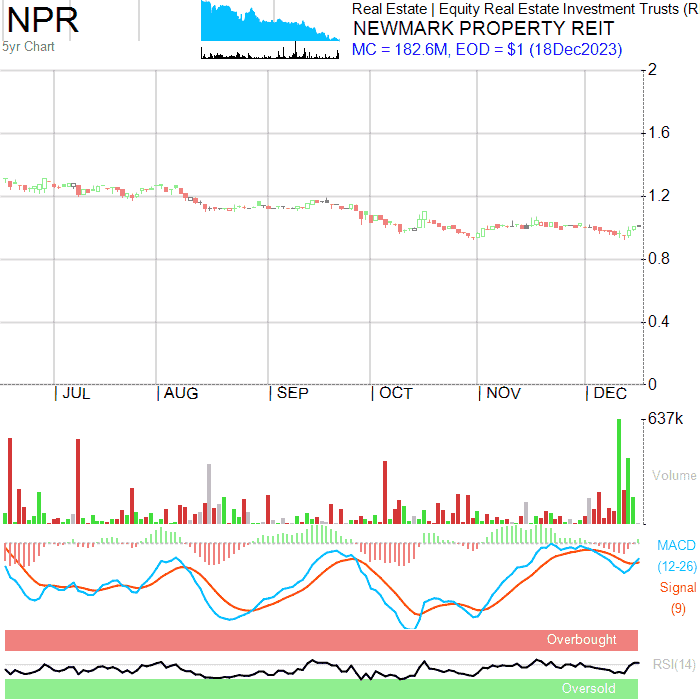 NPR
5yr Chart
Real Estate | Equity Real Estate Investment Trusts (R
NEWMARK PROPERTY REIT
MC = 182.6M, EOD = $1 (18Dec2023)
2
1.6
1.2
0.8
0.4
0
| JUL | AUG | SEP | OCT | NOV | DEC
637k
Volume
MACD
(12-26)
Signal
(9)
Overbought
RSI(14)
Oversold